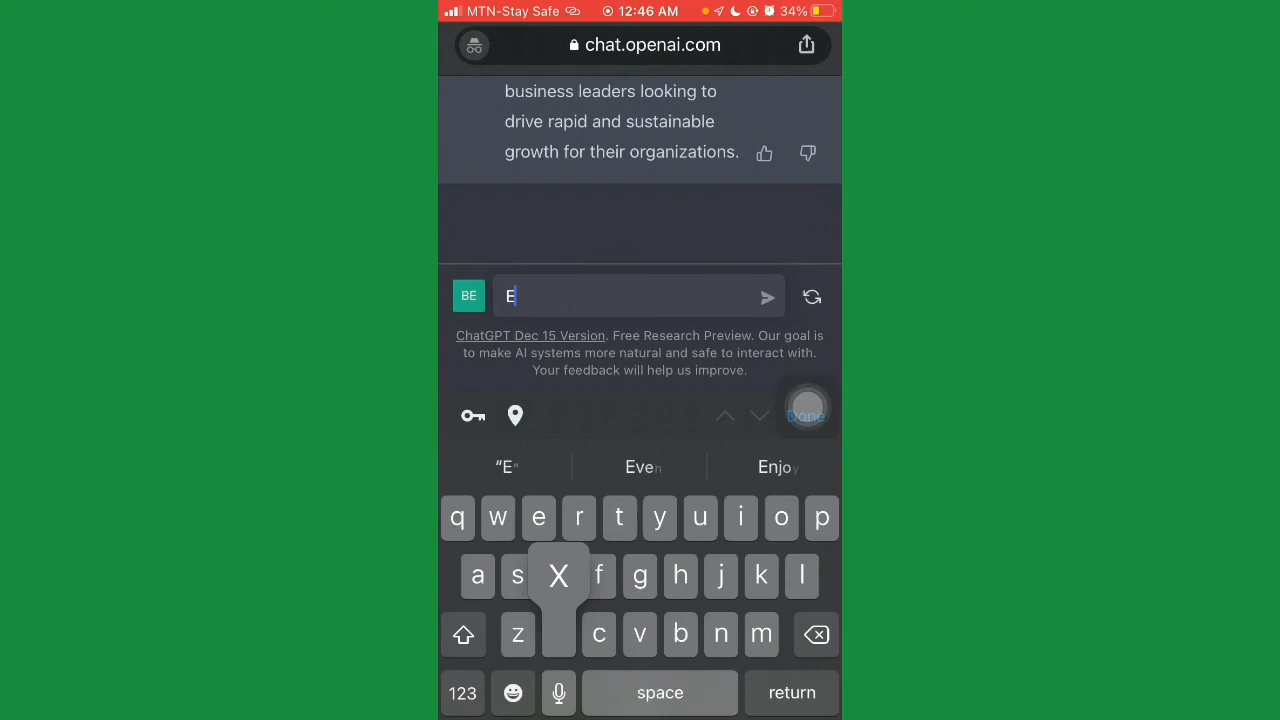 MTN-Stay Safe 12:46 AM 34%
chat.openai.com
business leaders looking to
drive rapid and sustainable
growth for their organizations.
BE E
ChatGPT Dec 15 Version. Free Research Preview. Our goal is
to make AI systems more natural and safe to interact with.
Your feedback will help us improve.
Done
“E” Even Enjoy
q w e r t y u i o p
a s X f g h j k l
z c v b n m
123 space return